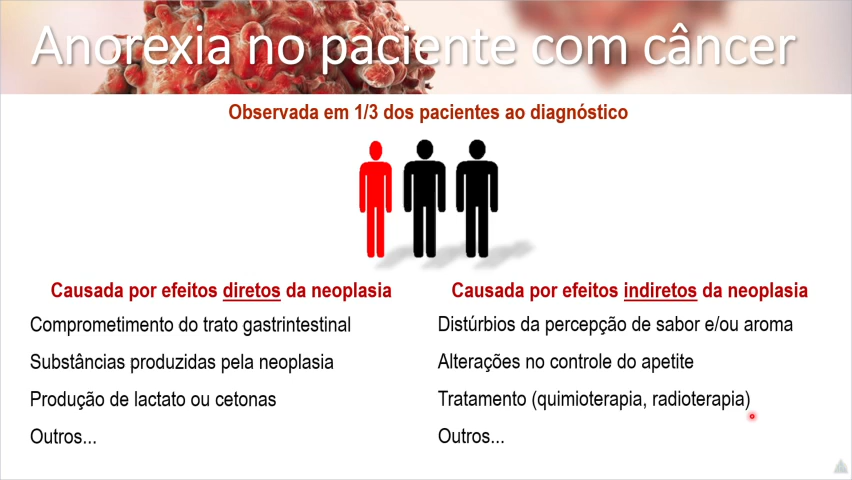 Anorexia no paciente com câncer
Observada em 1/3 dos pacientes ao diagnóstico
Causada por efeitos diretos da neoplasia
Comprometimento do trato gastrintestinal
Substâncias produzidas pela neoplasia
Produção de lactato ou cetonas
Outros...
Causada por efeitos indiretos da neoplasia
Distúrbios da percepção de sabor e/ou aroma
Alterações no controle do apetite
Tratamento (quimioterapia, radioterapia)
Outros...